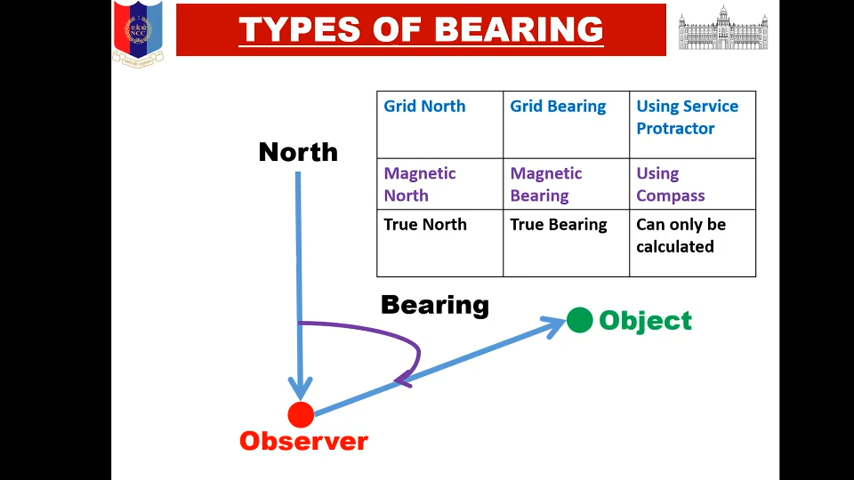 TYPES OF BEARING
NCC
Grid North
Grid Bearing
Using Service
Protractor
Magnetic
North
Magnetic
Bearing
Using
Compass
True North
True Bearing
Can only be
calculated
North
Bearing
Object
Observer